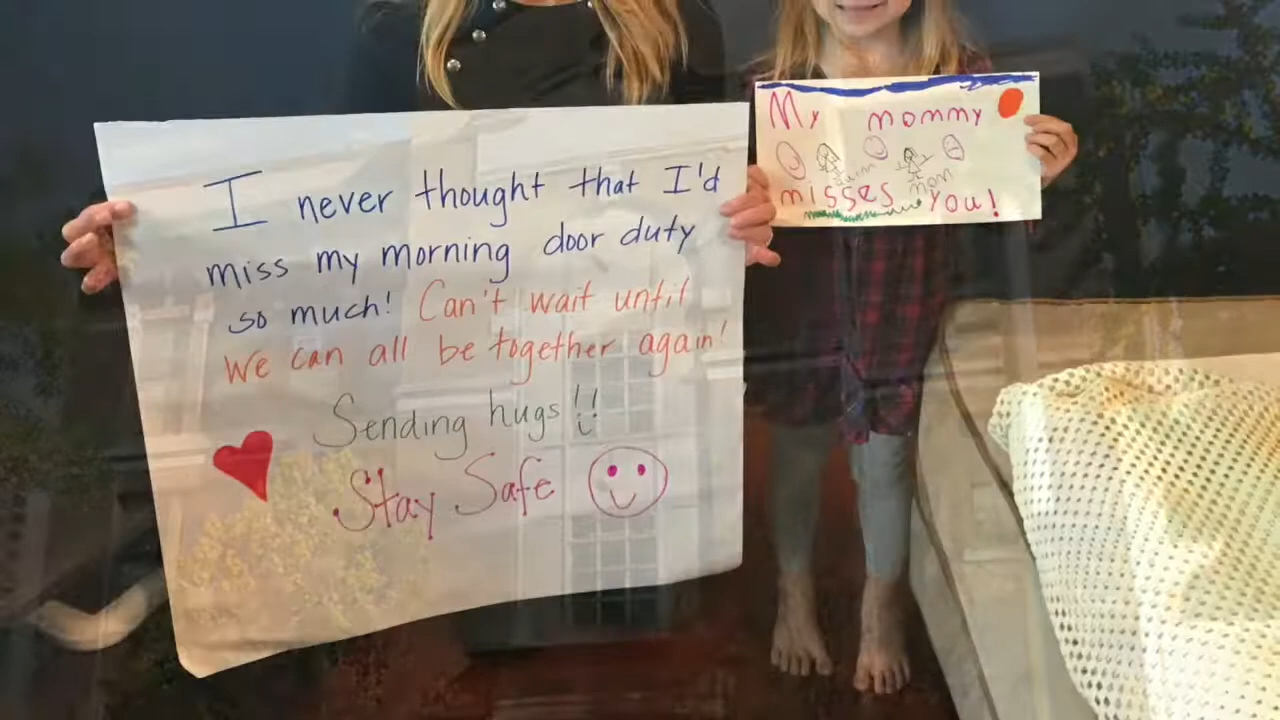 I never thought that I'd
miss my morning door duty
so much! Can't wait until
we can all be together again!
Sending hugs!!
Stay Safe
My mommy
misses you!
mom